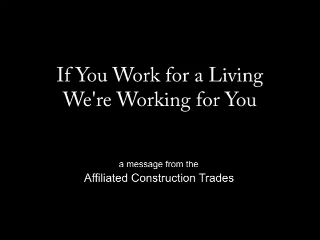 If You Work for a Living
We're Working for You
a message from the
Affiliated Construction Trades